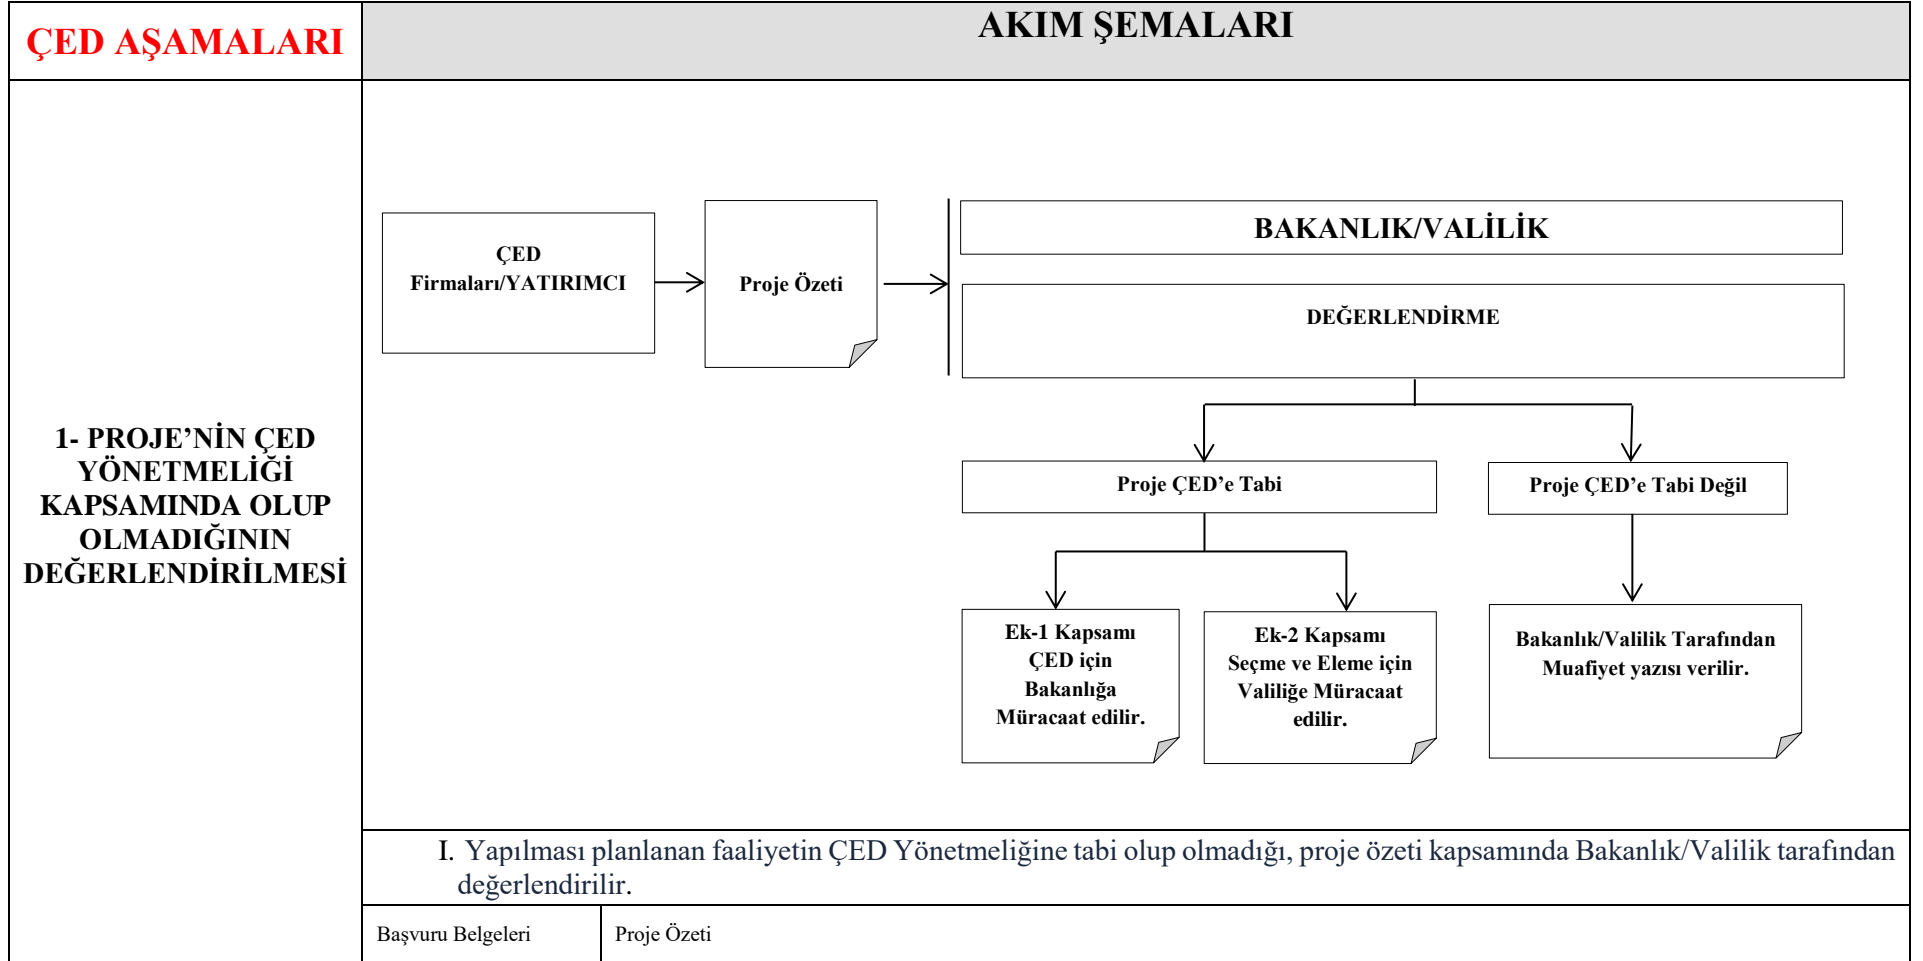 ÇED AŞAMALARI
AKIM ŞEMALARI
1- PROJE’NİN ÇED
YÖNETMELİĞİ
KAPSAMINDA OLUP
OLMADIĞININ
DEĞERLENDİRİLMESİ
ÇED
Firmaları/YATIRIMCI
Proje Özeti
BAKANLIK/VALİLİK
DEĞERLENDİRME
Proje ÇED’e Tabi
Proje ÇED’e Tabi Değil
Ek-1 Kapsamı
ÇED için
Bakanlığa
Müracaat edilir.
Ek-2 Kapsamı
Seçme ve Eleme için
Valiliğe Müracaat
edilir.
Bakanlık/Valilik Tarafından
Muafiyet yazısı verilir.
I. Yapılması planlanan faaliyetin ÇED Yönetmeliğine tabi olup olmadığı, proje özeti kapsamında Bakanlık/Valilik tarafından
değerlendirilir.
Başvuru Belgeleri
Proje Özeti